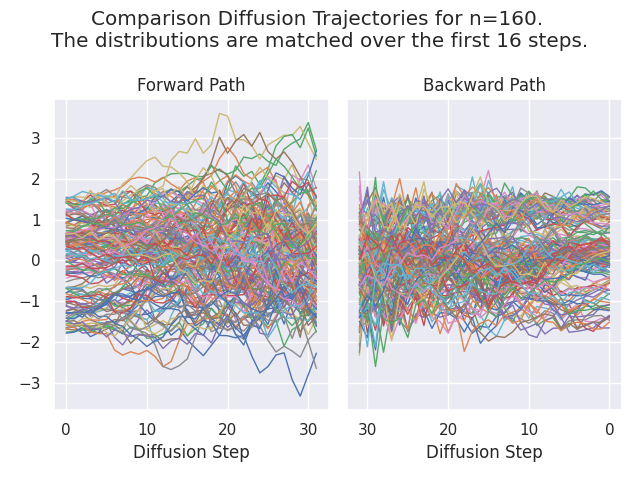 Comparison Diffusion Trajectories for n=160.
The distributions are matched over the first 16 steps.
Forward Path
Backward Path
3
2
1
0
−1
−2
−3
0 10 20 30
30 20 10 0
Diffusion Step
Diffusion Step